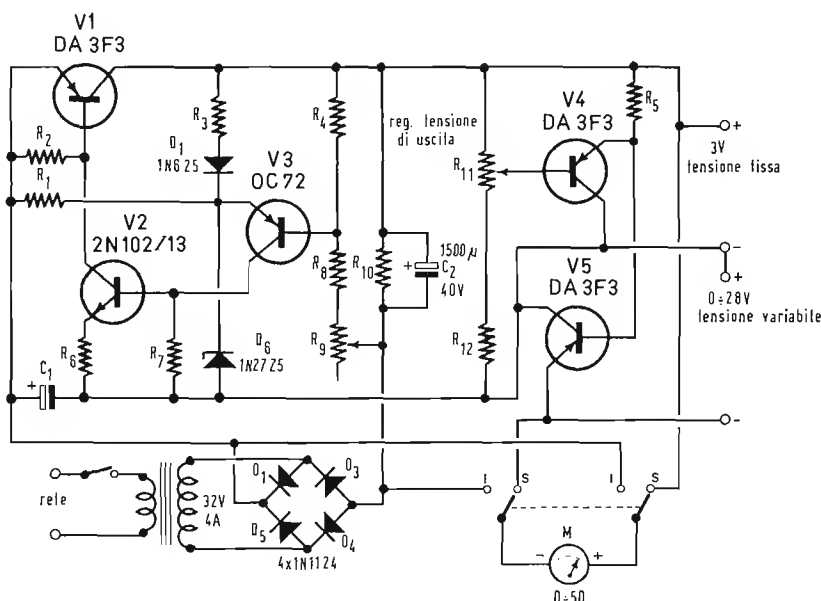 V1
DA 3F3
R2
R1
V2
2N102/13
R6
C1
+
R7
R3
D1
1N625
V3
OC72
D6
1N2725
R4
R8
R9
reg. tensione
di uscita
R10
1500µ
C2
40V
+
R11
R12
V4
DA 3F3
R5
V5
DA 3F3
+
3V
tensione fissa
-
+
0÷28V
tensione variabile
-
rele
32V
4A
D1
D3
D5
D4
4x1N1124
I
S
I
S
M
- +
0÷50